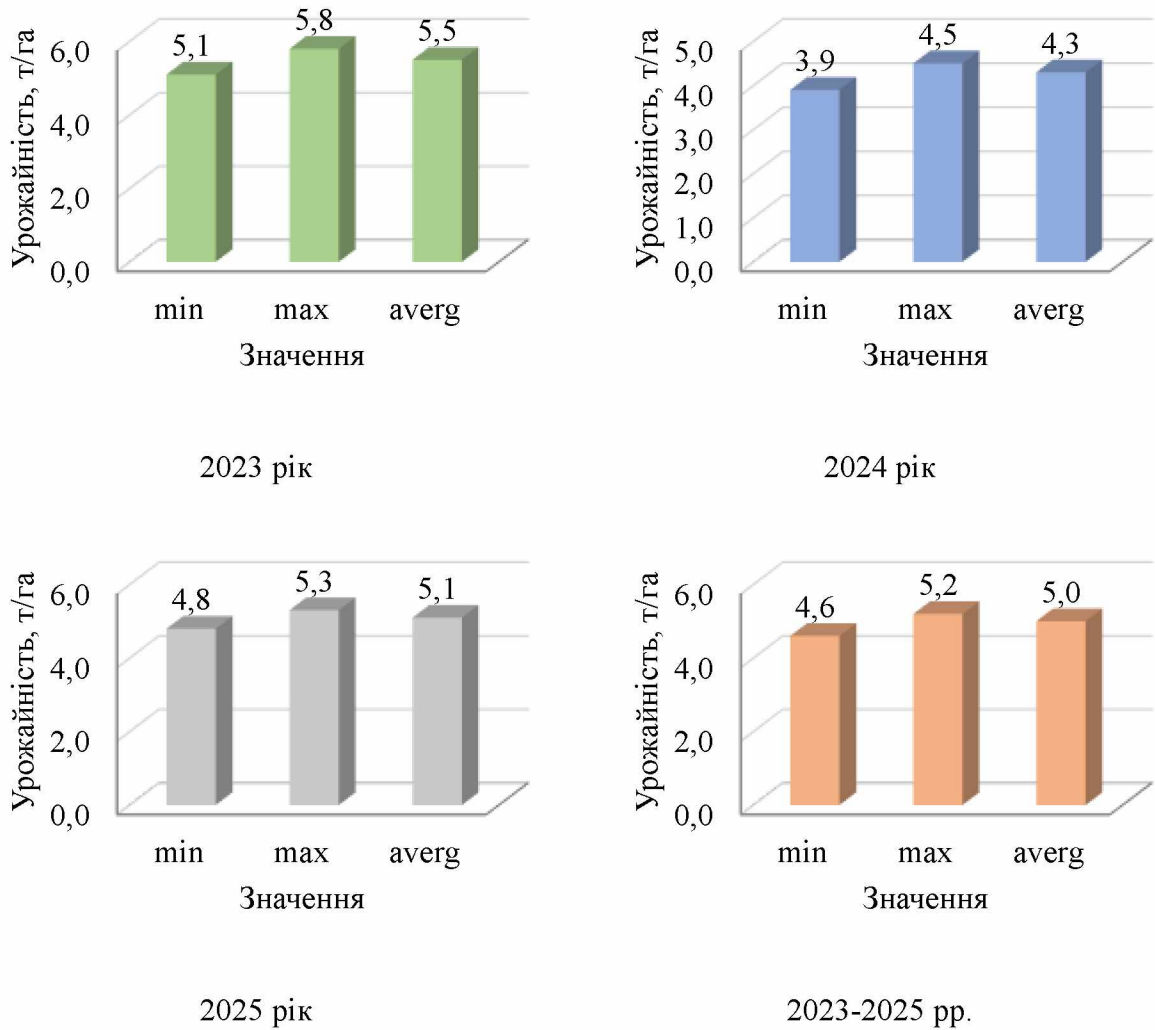 Урожайність, т/га
6,0
4,0
2,0
0,0
5,1
5,8
5,5
min max averg
Значення
2023 рік
Урожайність, т/га
5,0
4,0
3,0
2,0
1,0
0,0
3,9
4,5
4,3
min max averg
Значення
2024 рік
Урожайність, т/га
6,0
4,0
2,0
0,0
4,8
5,3
5,1
min max averg
Значення
2025 рік
Урожайність, т/га
6,0
4,0
2,0
0,0
4,6
5,2
5,0
min max averg
Значення
2023-2025 рр.